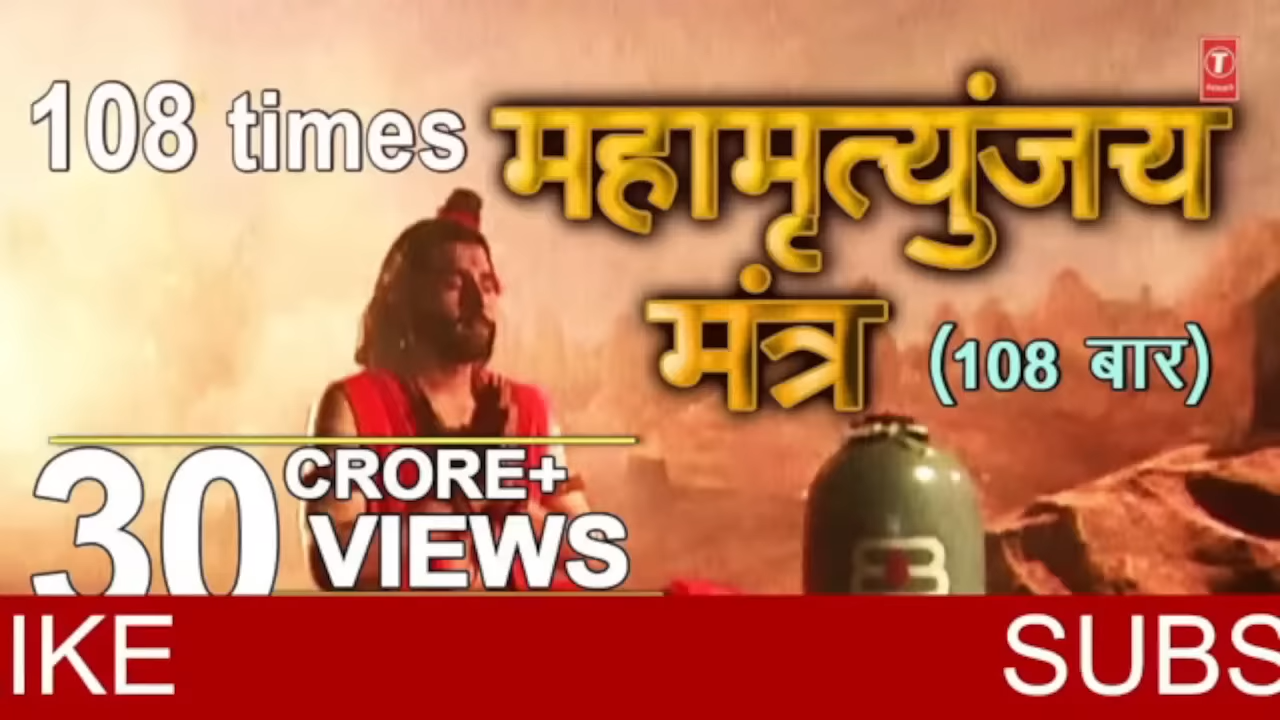 108 times
महामृत्युंजय
मंत्र
(108 बार)
T
30
CRORE+
VIEWS
IKE
SUBS